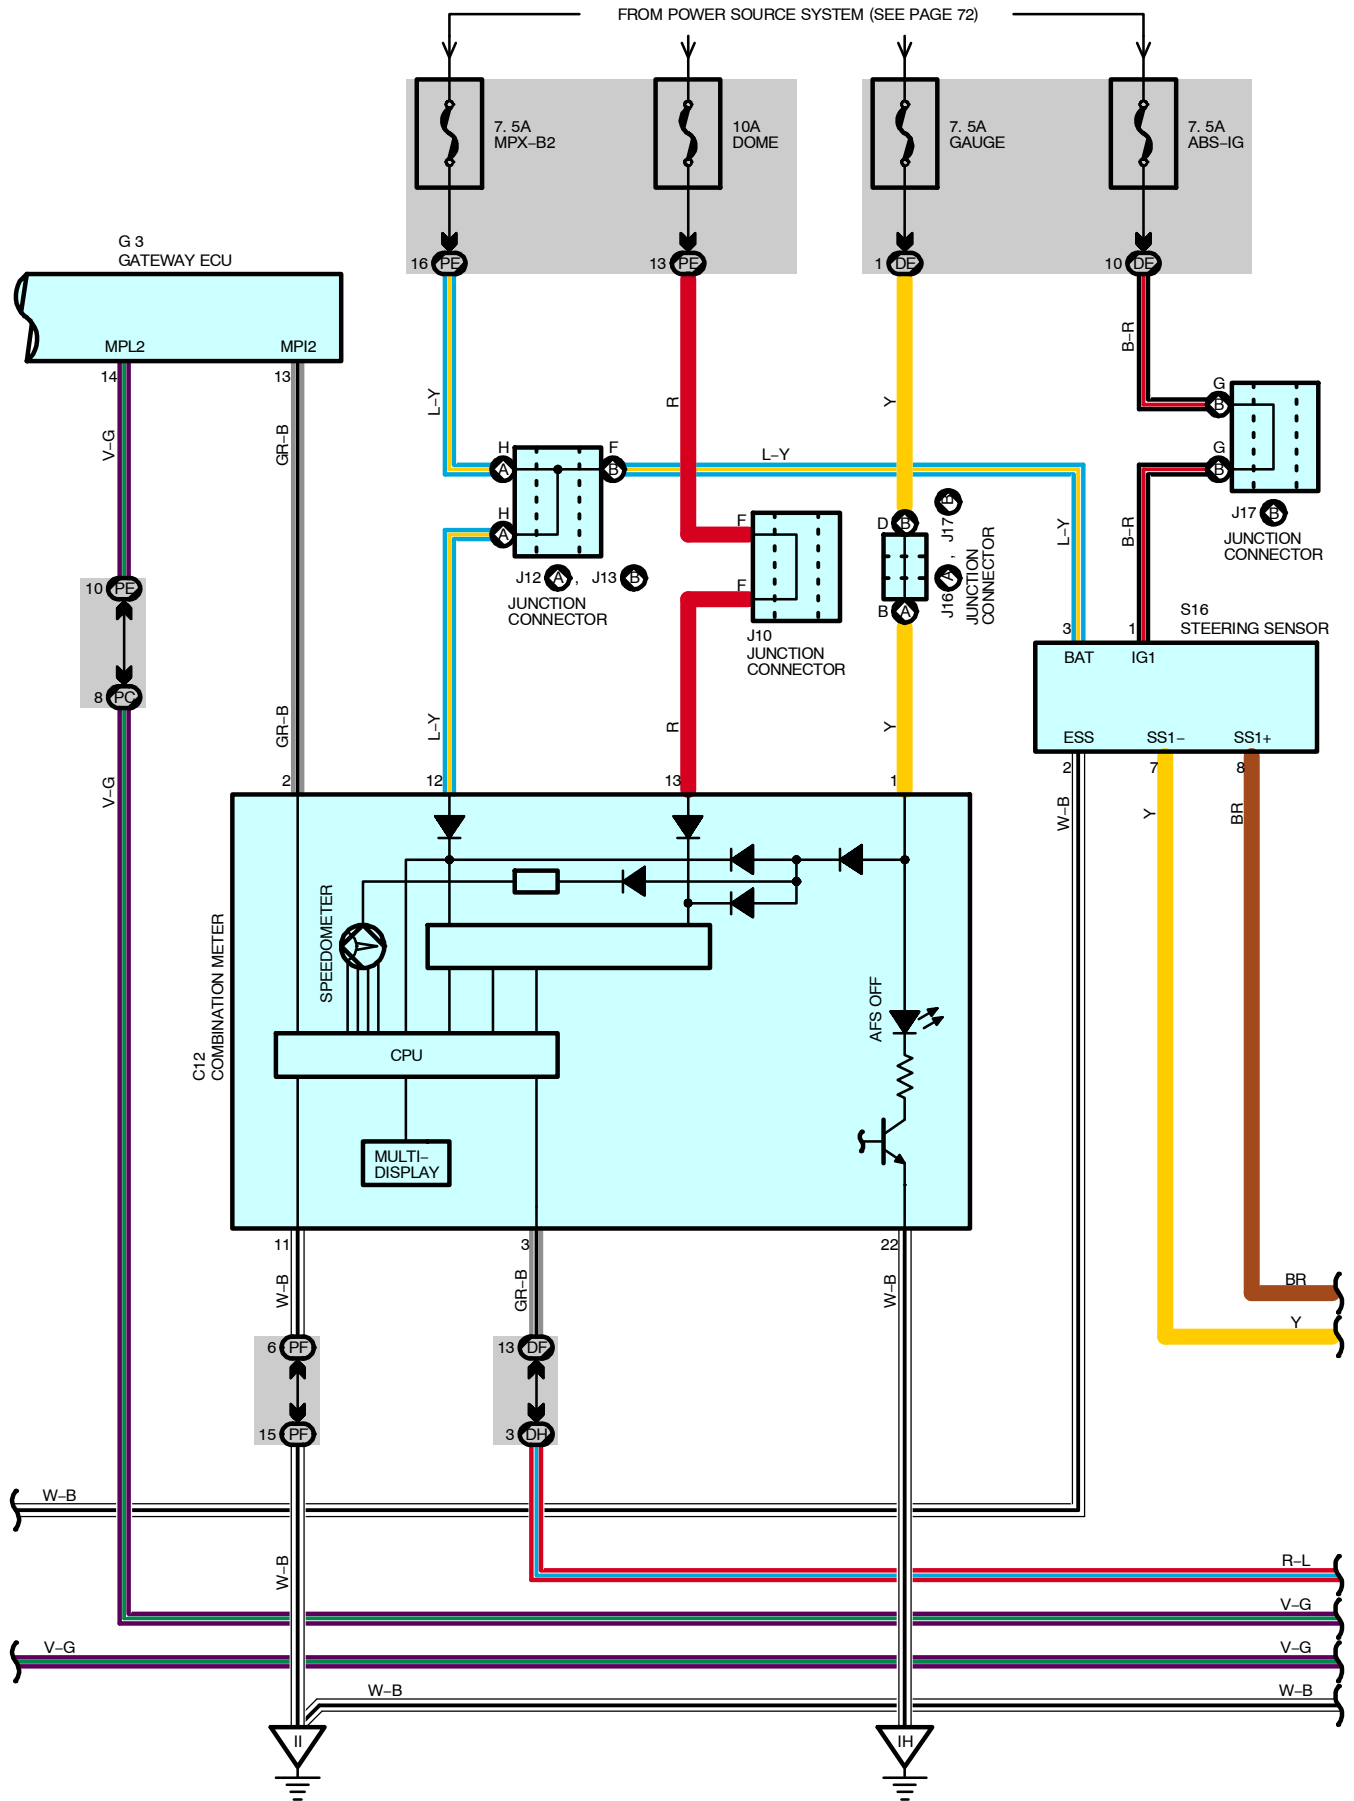 FROM POWER SOURCE SYSTEM (SEE PAGE 72)
7. 5A
MPX–B2
10A
DOME
7. 5A
GAUGE
7. 5A
ABS–IG
16 PE
13 PE
1 DE
10 DE
G 3
GATEWAY ECU
MPL2
MPI2
14
13
V–G
GR–B
L–Y
R
Y
B–R
G
B
G
B
J17 B
JUNCTION
CONNECTOR
H
A
F
B
H
A
L–Y
J12 A , J13 B
JUNCTION
CONNECTOR
F
F
J10
JUNCTION
CONNECTOR
D B
B A
J16 A , J17 B
JUNCTION
CONNECTOR
L–Y
B–R
10 PE
8 PC
V–G
GR–B
L–Y
R
Y
S16
STEERING SENSOR
3
1
BAT
IG1
ESS
SS1–
SS1+
2
7
8
W–B
Y
BR
2
12
13
1
C12
COMBINATION METER
SPEEDOMETER
CPU
MULTI–
DISPLAY
AFS OFF
11
3
22
W–B
GR–B
W–B
BR
Y
6 PF
15 PF
13 DF
3 DH
W–B
W–B
R–L
V–G
V–G
V–G
W–B
W–B
II
IH